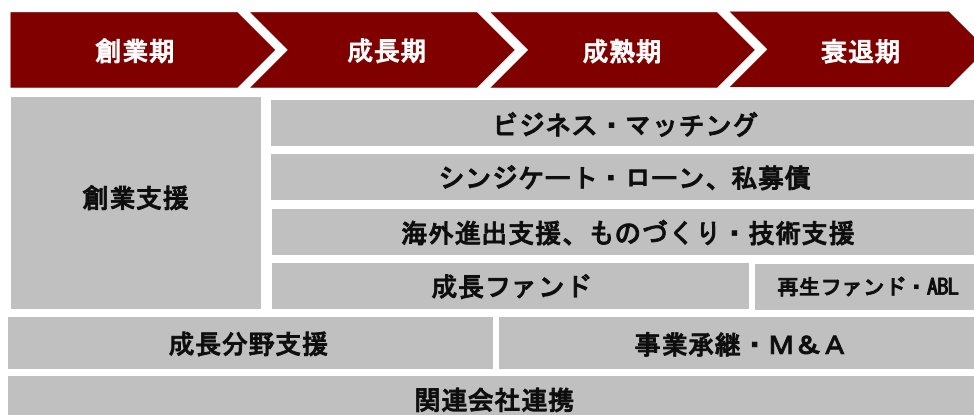 創業期
成長期
成熟期
衰退期
創業支援
ビジネス・マッチング
シンジケート・ローン、私募債
海外進出支援、ものづくり・技術支援
成長ファンド
再生ファンド・ABL
成長分野支援
事業承継・M&A
関連会社連携